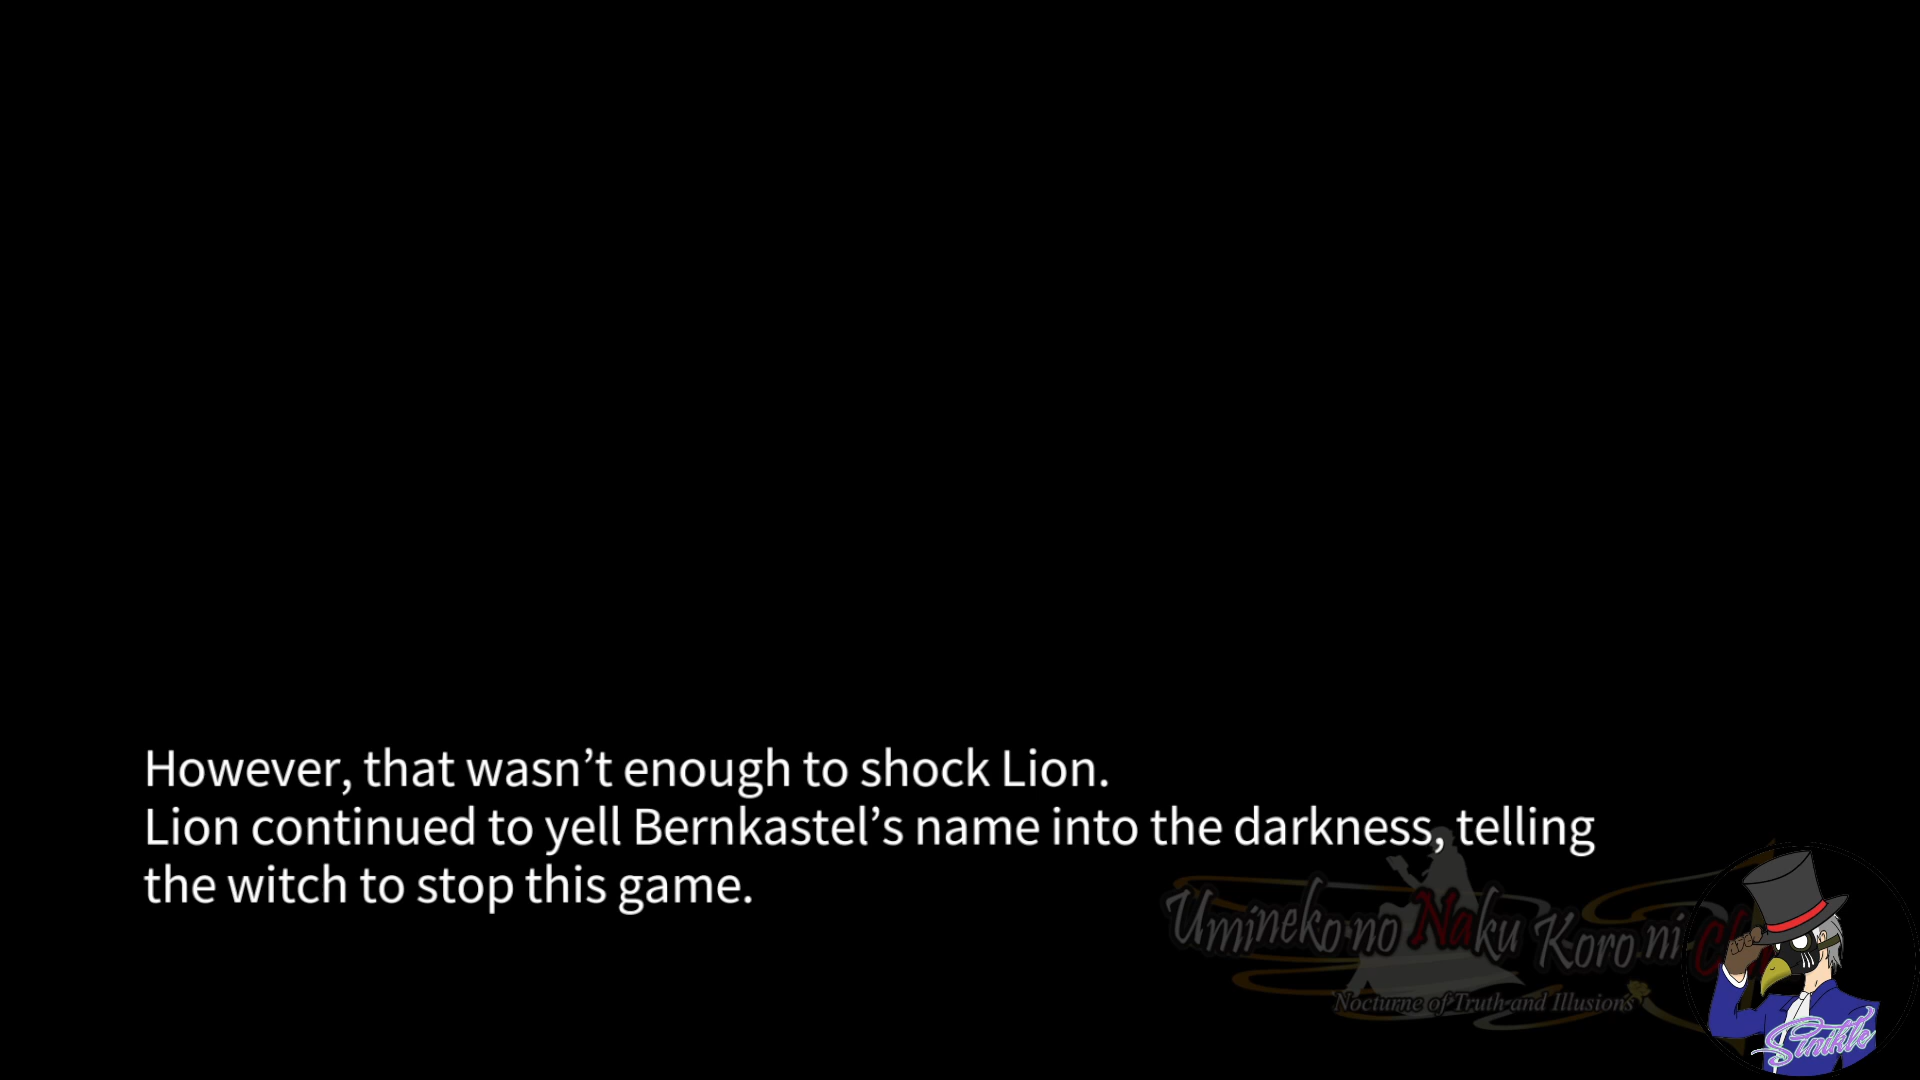 However, that wasn’t enough to shock Lion.
Lion continued to yell Bernkastel’s name into the darkness, telling
the witch to stop this game.
Umineko no Naku Koro ni
Nocturne of Truth and Illusions
Sinikle